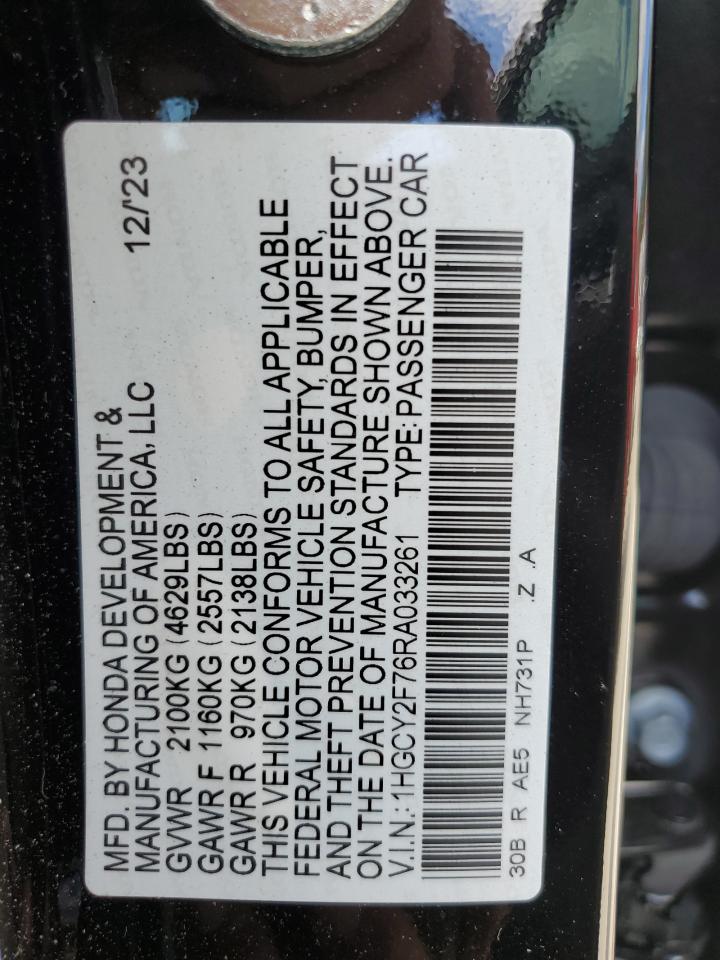 12/'23
MFD. BY HONDA DEVELOPMENT &
MANUFACTURING OF AMERICA, LLC
GVWR 2100KG (4629LBS)
GAWR F 1160KG (2557LBS)
GAWR R 970KG (2138LBS)
THIS VEHICLE CONFORMS TO ALL APPLICABLE
FEDERAL MOTOR VEHICLE SAFETY, BUMPER,
AND THEFT PREVENTION STANDARDS IN EFFECT
ON THE DATE OF MANUFACTURE SHOWN ABOVE.
V.I.N.:1HGCY2F76RA033261 TYPE:PASSENGER CAR
30B R AE5 NH731P .Z .A